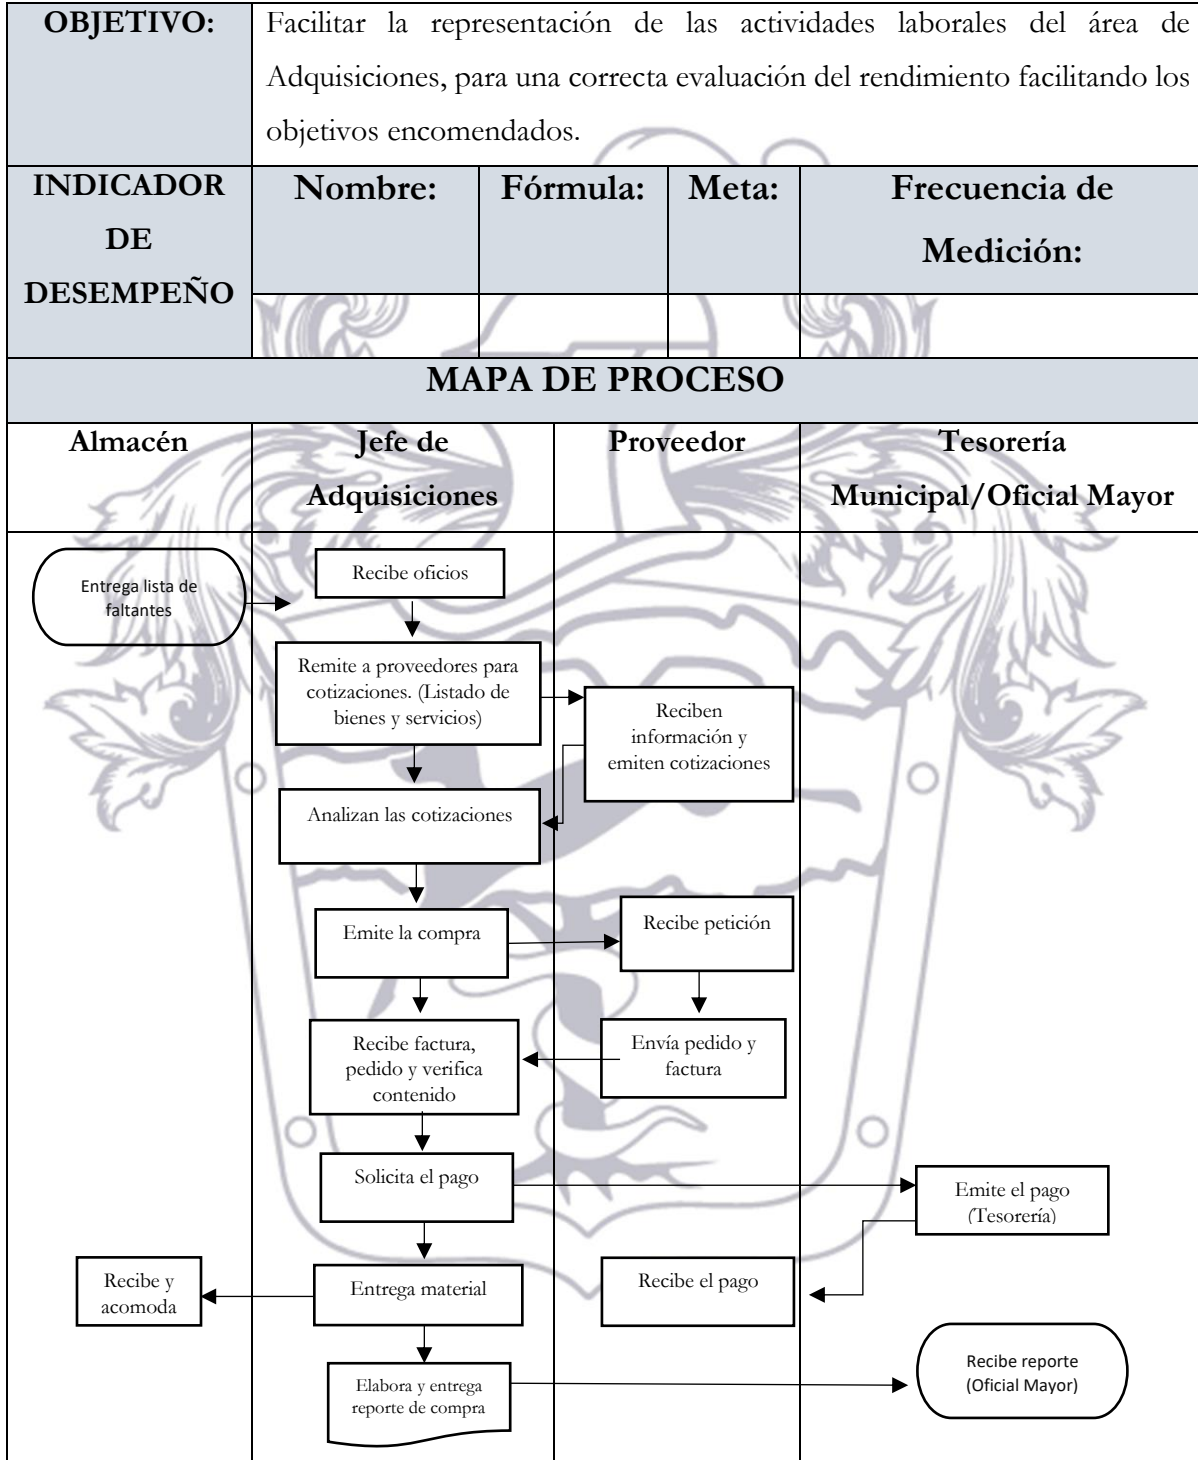 OBJETIVO:
Facilitar la representación de las actividades laborales del área de
Adquisiciones, para una correcta evaluación del rendimiento facilitando los
objetivos encomendados.
INDICADOR
DE
DESEMPEÑO
Nombre:
Fórmula:
Meta:
Frecuencia de
Medición:
MAPA DE PROCESO
Almacén
Jefe de
Adquisiciones
Proveedor
Tesorería
Municipal/Oficial Mayor
Entrega lista de
faltantes
Recibe oficios
Remite a proveedores para
cotizaciones. (Listado de
bienes y servicios)
Reciben
información y
emiten cotizaciones
Analizan las cotizaciones
Emite la compra
Recibe petición
Recibe factura,
pedido y verifica
contenido
Envía pedido y
factura
Solicita el pago
Emite el pago
(Tesorería)
Recibe y
acomoda
Entrega material
Recibe el pago
Elabora y entrega
reporte de compra
Recibe reporte
(Oficial Mayor)